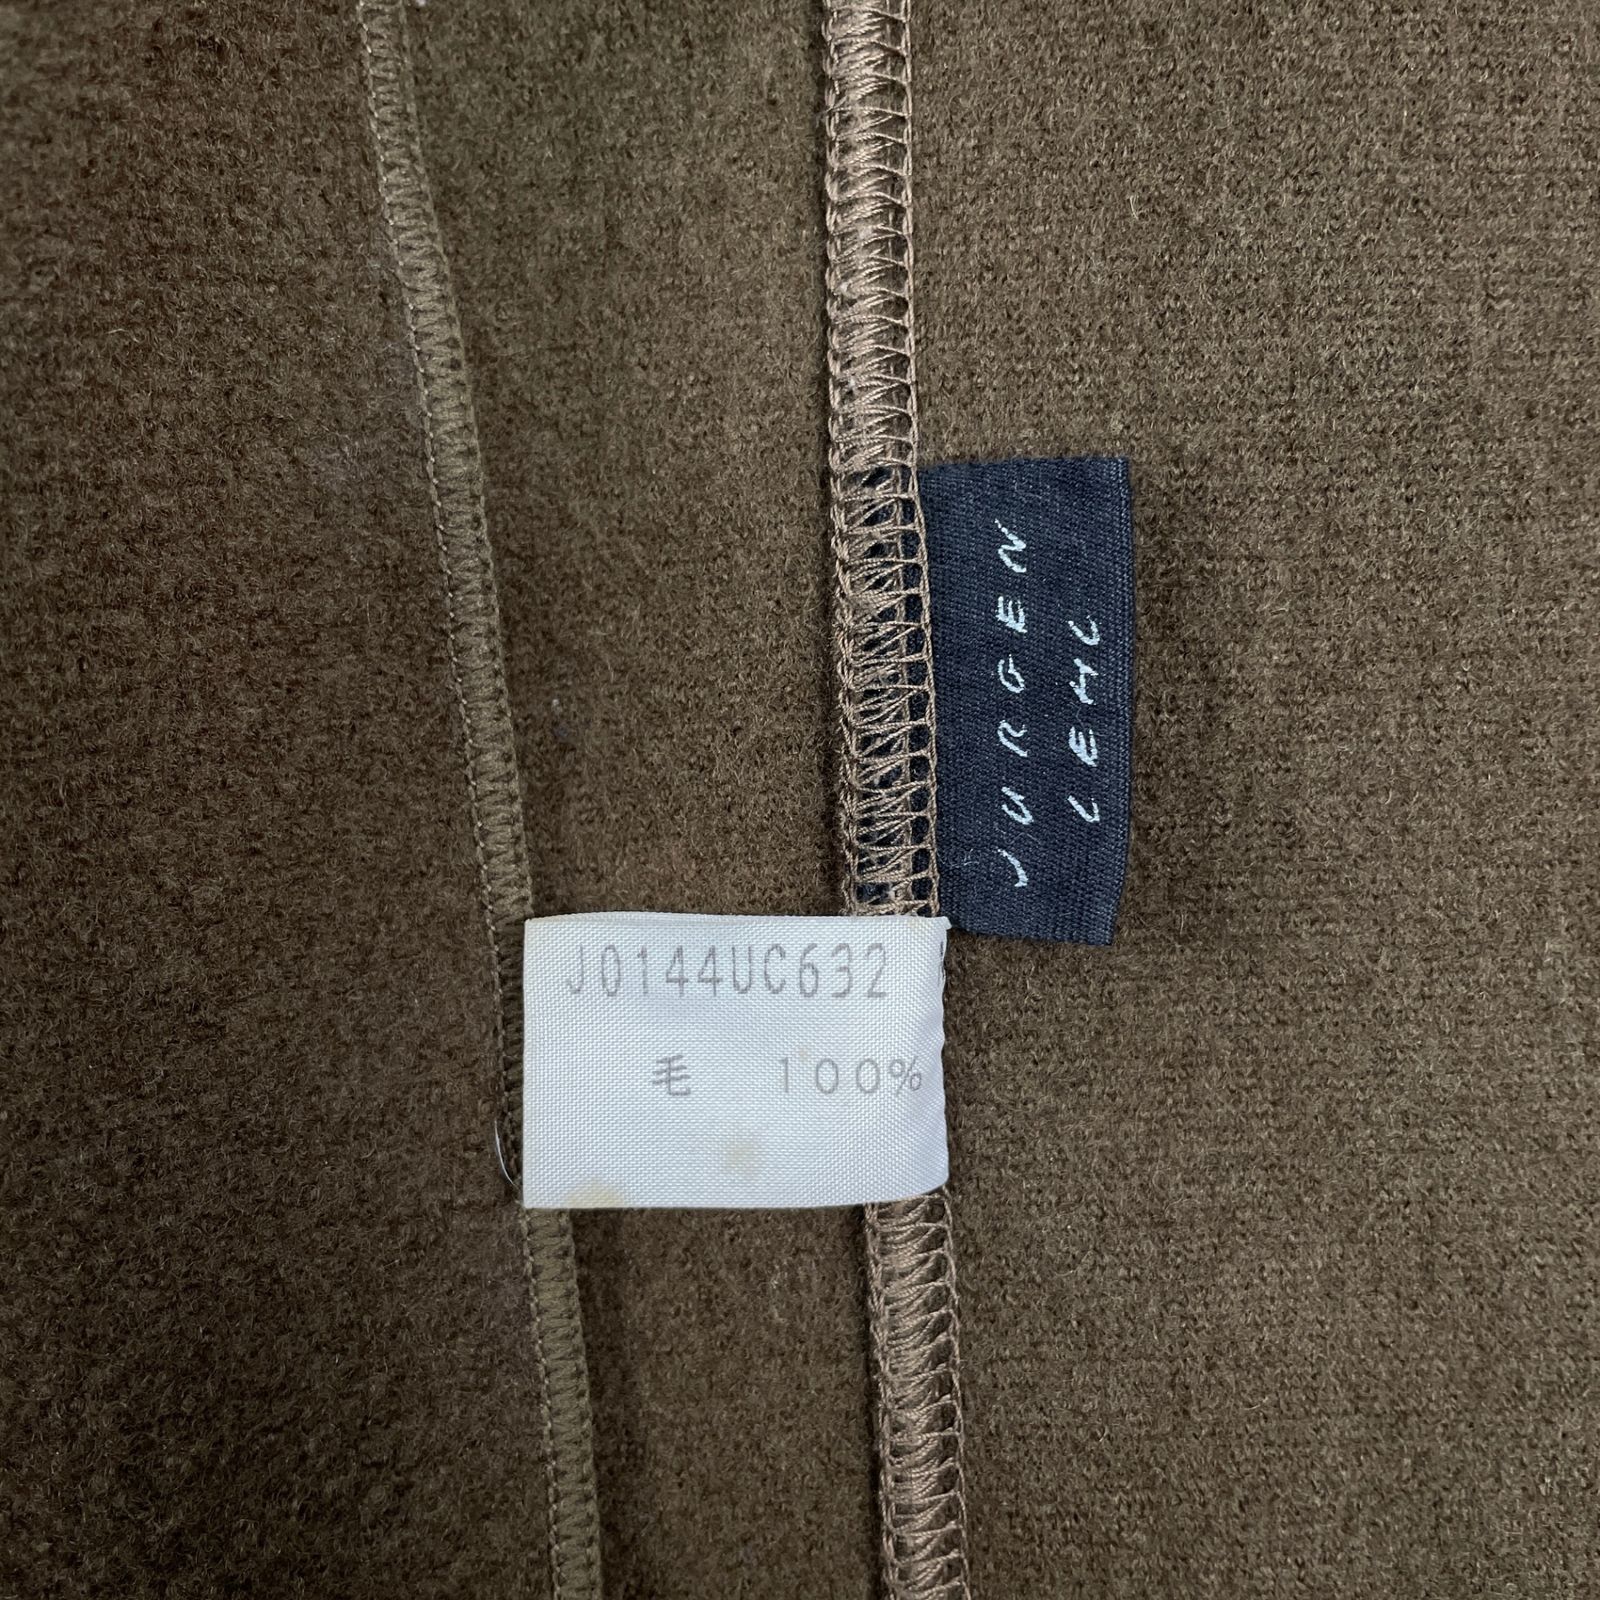 JURGEN
LEHL
J0144UC632
毛 100%